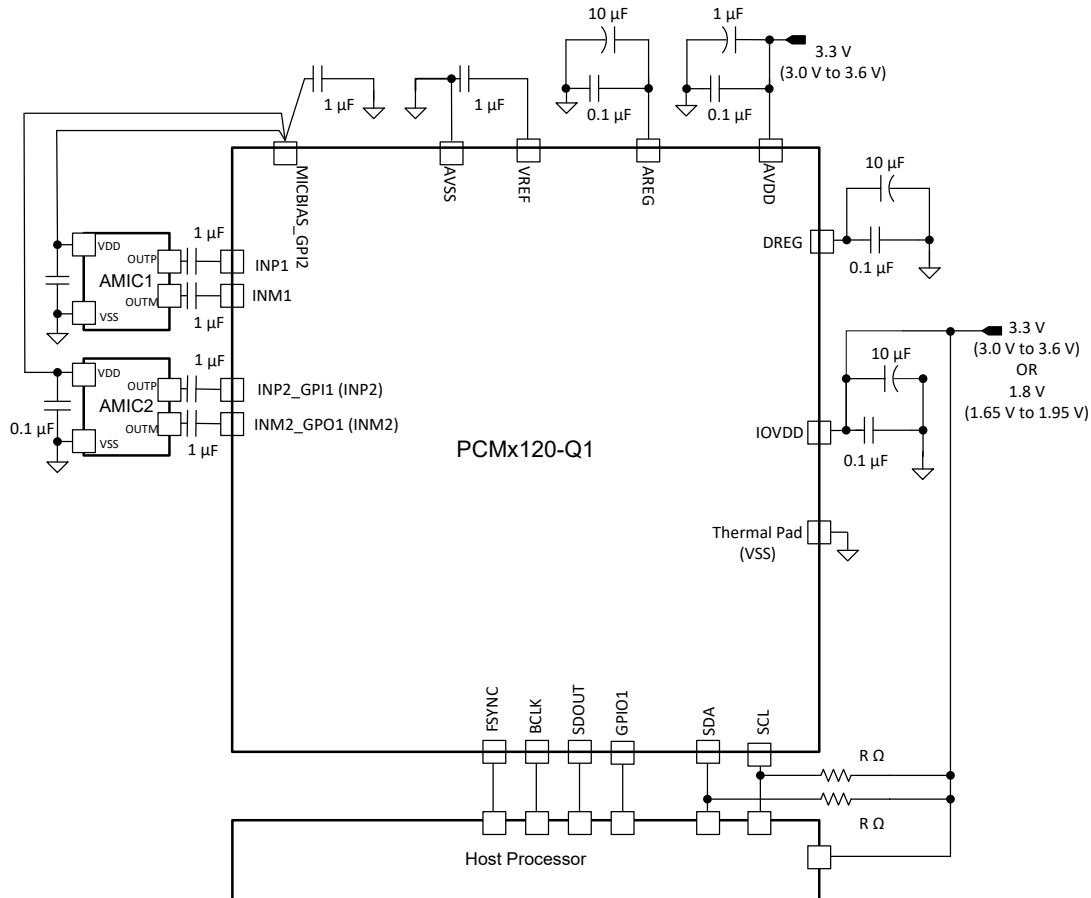 10 µF
1 µF
3.3 V
(3.0 V to 3.6 V)
1 µF
1 µF
0.1 µF
0.1 µF
MICBIAS_GPI2
AVSS
VREF
AREG
AVDD
10 µF
DREG
0.1 µF
1 µF
VDD
OUTP
INP1
AMIC1
OUTM
INM1
VSS
1 µF
3.3 V
(3.0 V to 3.6 V)
OR
1.8 V
(1.65 V to 1.95 V)
10 µF
IOVDD
0.1 µF
1 µF
VDD
OUTP
INP2_GPI1 (INP2)
AMIC2
OUTM
INM2_GPO1 (INM2)
0.1 µF
VSS
1 µF
PCMx120-Q1
Thermal Pad
(VSS)
FSYNC
BCLK
SDOUT
GPIO1
SDA
SCL
R Ω
R Ω
Host Processor